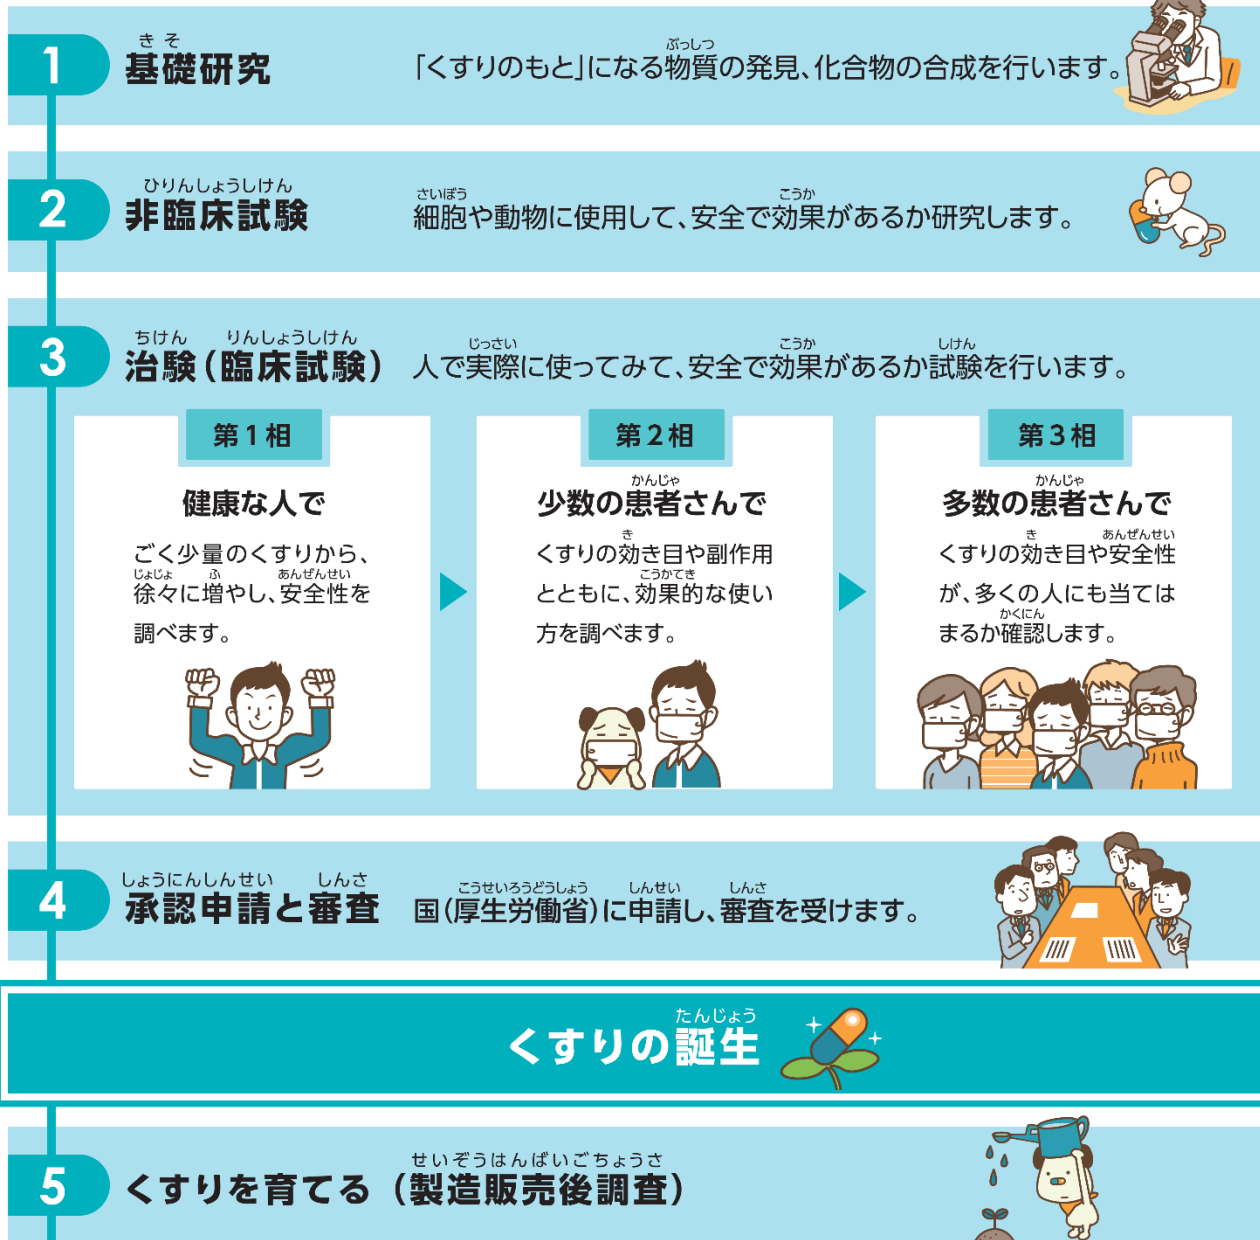 1
きそ
基礎研究
ぶっしつ
「くすりのもと」になる物質の発見、化合物の合成を行います。
2
ひりんしょうしけん
非臨床試験
さいぼう こうか
細胞や動物に使用して、安全で効果があるか研究します。
3
ちけん りんしょうしけん
治験(臨床試験)
じっさい こうか しけん
人で実際に使ってみて、安全で効果があるか試験を行います。
第1相
健康な人で
ごく少量のくすりから、
じょじょ ふ あんぜんせい
徐々に増やし、安全性を
調べます。
第2相
かんじゃ
少数の患者さんで
き
くすりの効き目や副作用
こうかてき
とともに、効果的な使い
方を調べます。
第3相
かんじゃ
多数の患者さんで
き あんぜんせい
くすりの効き目や安全性
が、多くの人にも当ては
かくにん
まるか確認します。
4
しょうにんしんせい しんさ
承認申請と審査
こうせいろうどうしょう しんせい しんさ
国(厚生労働省)に申請し、審査を受けます。
たんじょう
くすりの誕生
5
せいぞうはんばいごちょうさ
くすりを育てる(製造販売後調査)